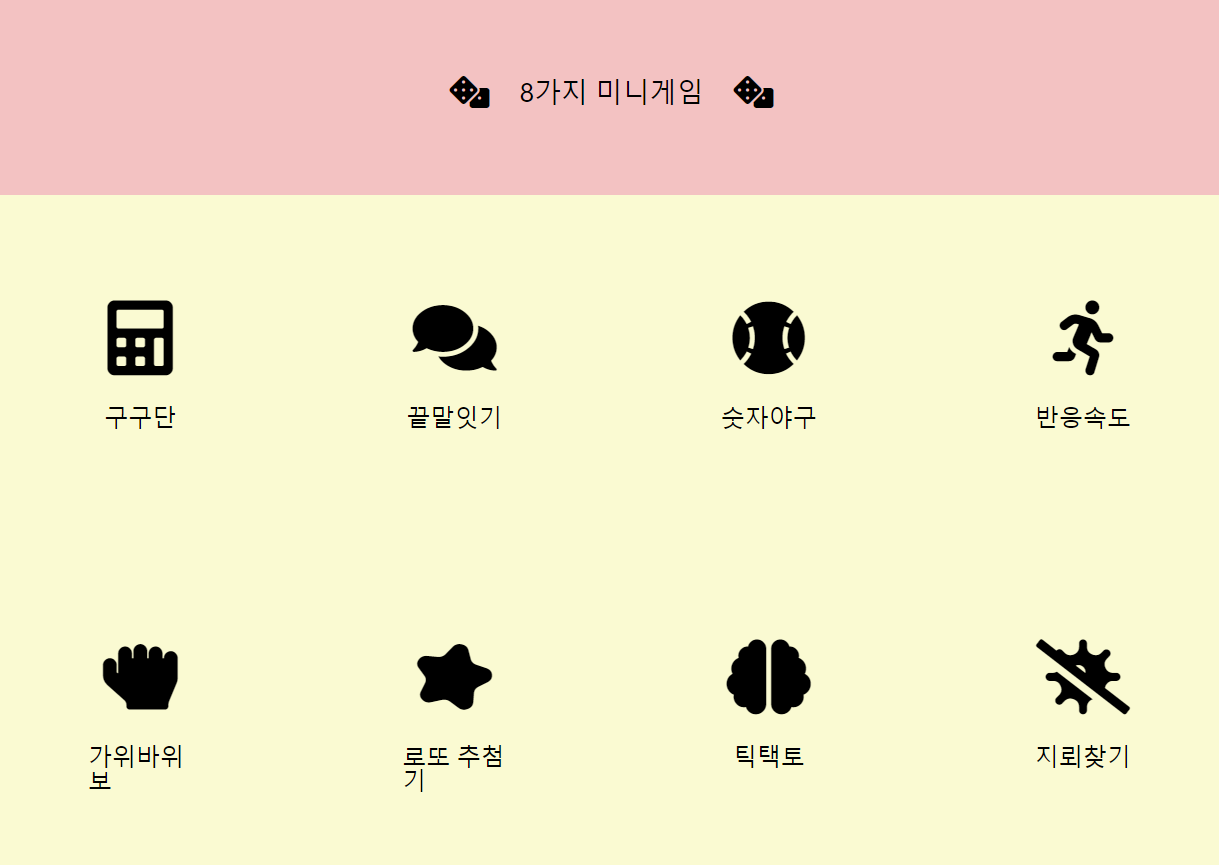 8가지 미니게임
구구단
끝말잇기
숫자야구
반응속도
가위바위
보
로또 추첨
기
틱택토
지뢰찾기